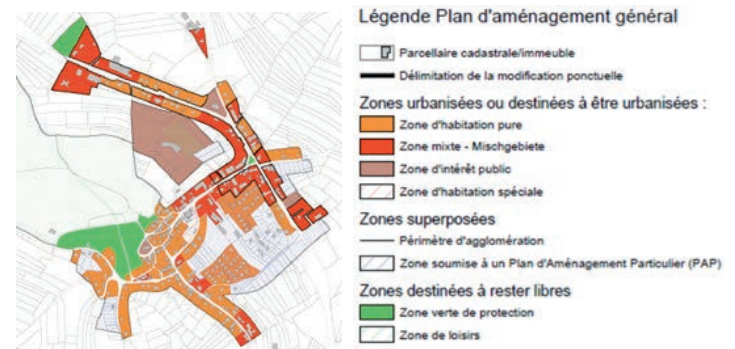 Légende Plan d'aménagement général
Parcellaire cadastrale/immeuble
Délimitation de la modification ponctuelle
Zones urbanisées ou destinées à être urbanisées :
Zone d'habitation pure
Zone mixte - Mischgebiete
Zone d'intérêt public
Zone d'habitation spéciale
Zones superposées
Périmètre d'agglomération
Zone soumise à un Plan d'Aménagement Particulier (PAP)
Zones destinées à rester libres
Zone verte de protection
Zone de loisirs